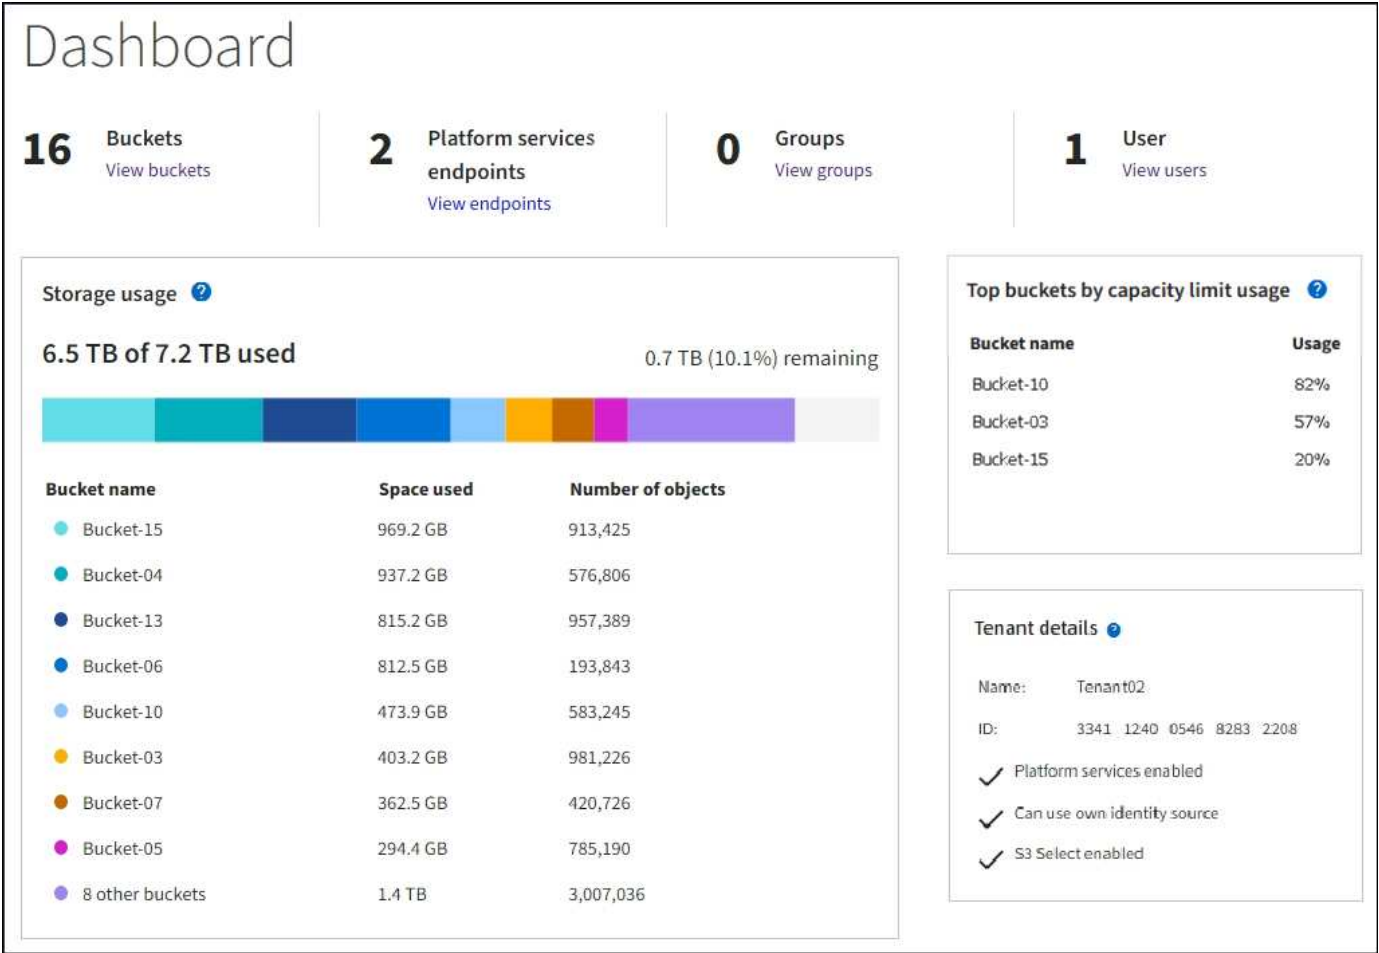 Dashboard
16 Buckets
View buckets
2 Platform services
endpoints
View endpoints
0 Groups
View groups
1 User
View users
Storage usage ?
6.5 TB of 7.2 TB used
0.7 TB (10.1%) remaining
Bucket name Space used Number of objects
Bucket-15 969.2 GB 913,425
Bucket-04 937.2 GB 576,806
Bucket-13 815.2 GB 957,389
Bucket-06 812.5 GB 193,843
Bucket-10 473.9 GB 583,245
Bucket-03 403.2 GB 981,226
Bucket-07 362.5 GB 420,726
Bucket-05 294.4 GB 785,190
8 other buckets 1.4 TB 3,007,036
Top buckets by capacity limit usage ?
Bucket name Usage
Bucket-10 82%
Bucket-03 57%
Bucket-15 20%
Tenant details ?
Name: Tenant02
ID: 3341 1240 0546 8283 2208
Platform services enabled
Can use own identity source
S3 Select enabled